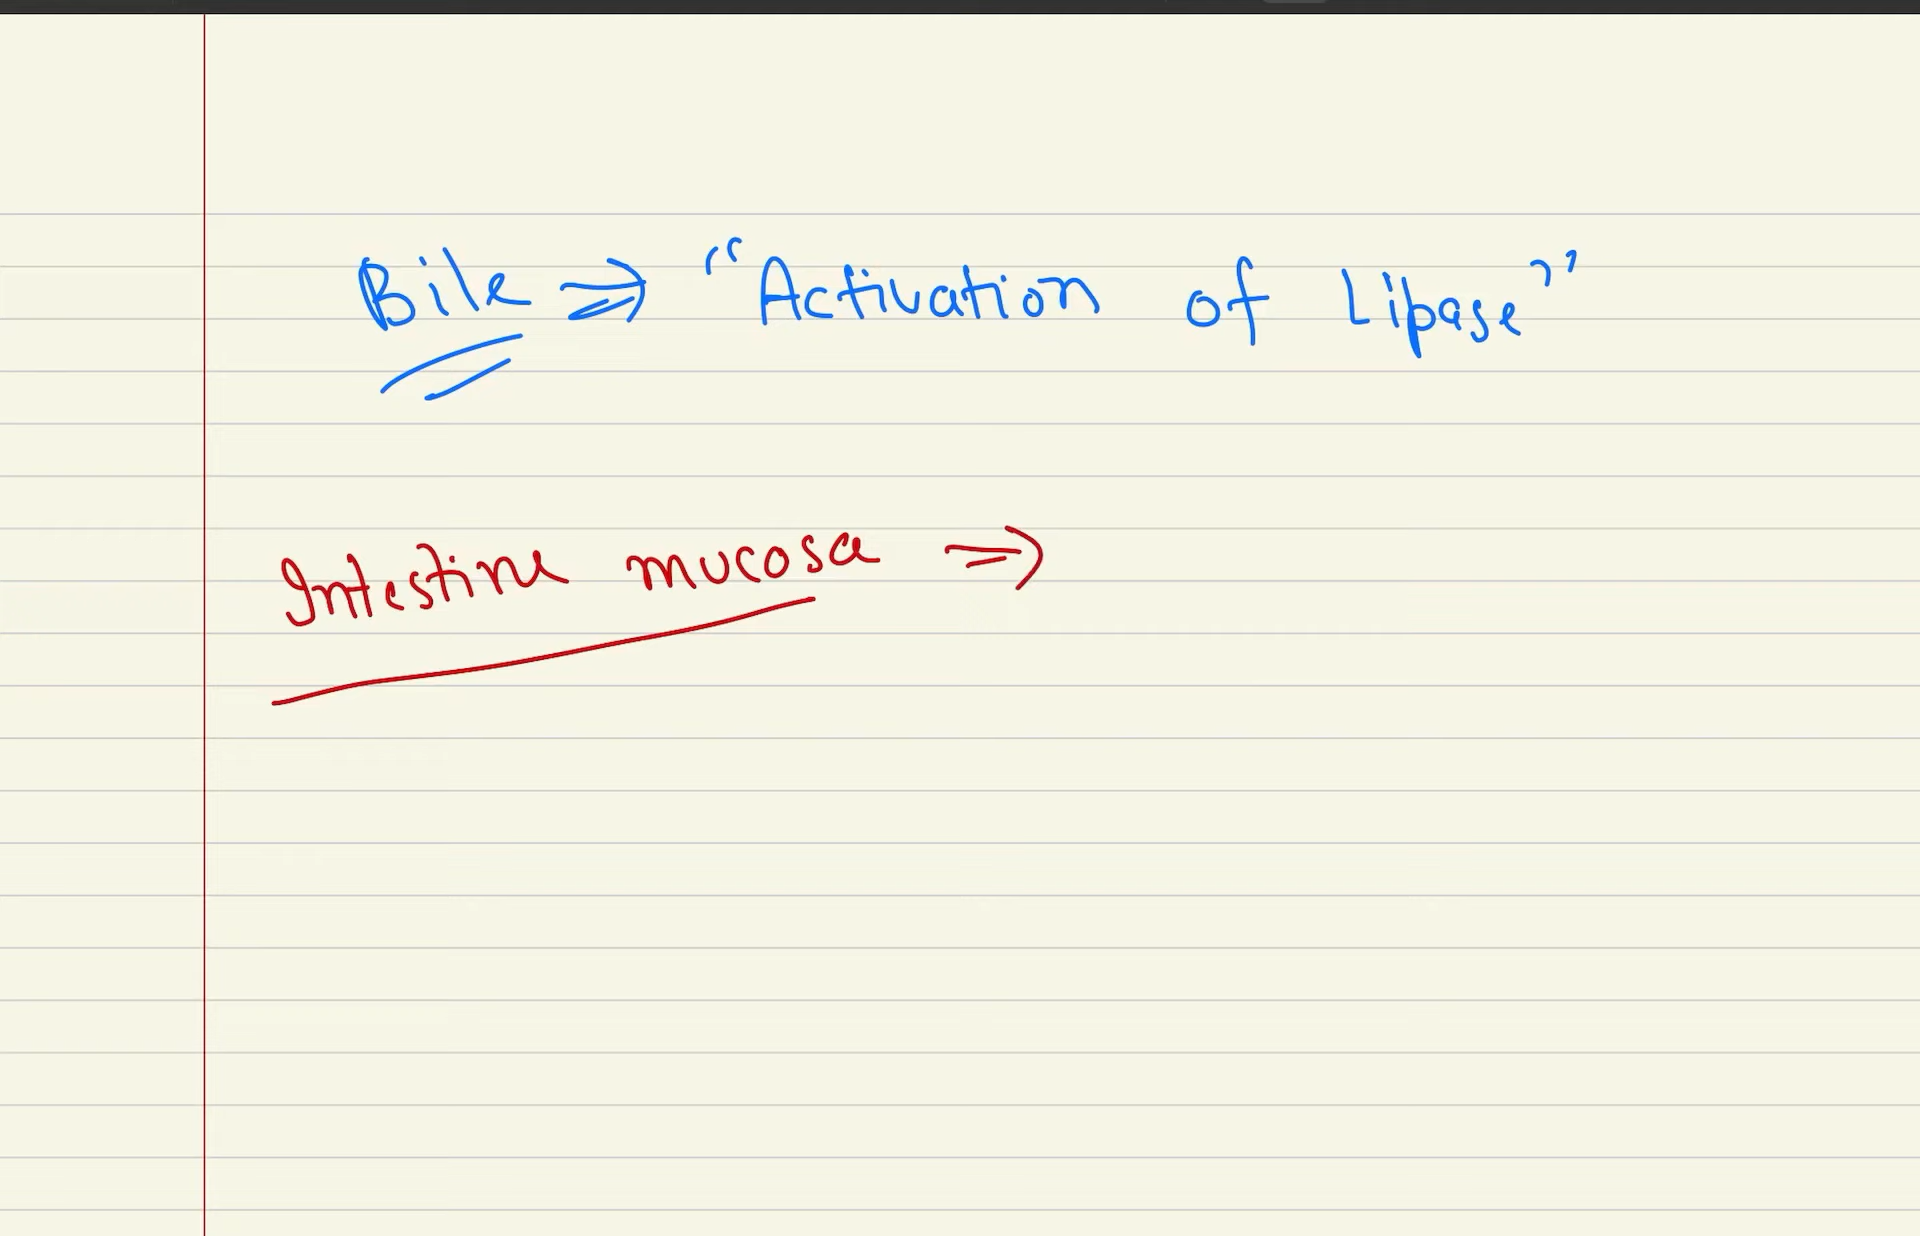 Bile ⇒ "Activation of Lipase"
Intestine mucosa ⇒